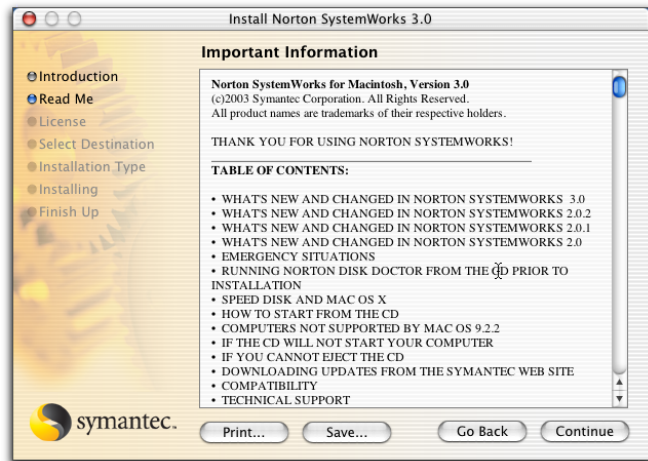 Install Norton SystemWorks 3.0
Important Information
Introduction
Read Me
License
Select Destination
Installation Type
Installing
Finish Up
Norton SystemWorks for Macintosh, Version 3.0
(c)2003 Symantec Corporation. All Rights Reserved.
All product names are trademarks of their respective holders.
THANK YOU FOR USING NORTON SYSTEMWORKS!
TABLE OF CONTENTS:
• WHAT'S NEW AND CHANGED IN NORTON SYSTEMWORKS 3.0
• WHAT'S NEW AND CHANGED IN NORTON SYSTEMWORKS 2.0.2
• WHAT'S NEW AND CHANGED IN NORTON SYSTEMWORKS 2.0.1
• WHAT'S NEW AND CHANGED IN NORTON SYSTEMWORKS 2.0
• EMERGENCY SITUATIONS
• RUNNING NORTON DISK DOCTOR FROM THE CD PRIOR TO
INSTALLATION
• SPEED DISK AND MAC OS X
• HOW TO START FROM THE CD
• COMPUTERS NOT SUPPORTED BY MAC OS 9.2.2
• IF THE CD WILL NOT START YOUR COMPUTER
• IF YOU CANNOT EJECT THE CD
• DOWNLOADING UPDATES FROM THE SYMANTEC WEB SITE
• COMPATIBILITY
• TECHNICAL SUPPORT
symantec.
Print...
Save...
Go Back
Continue